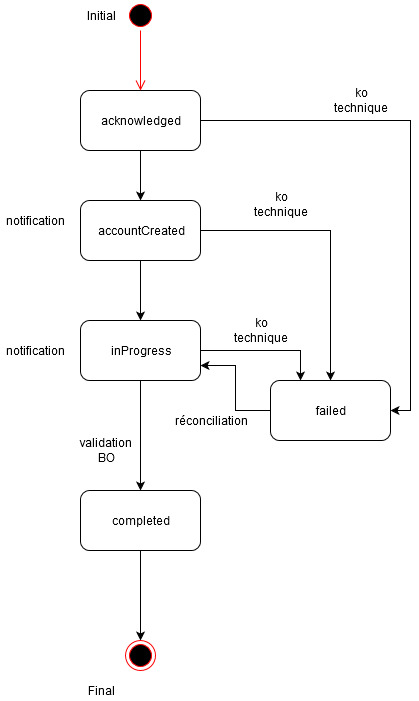 Initial
ko
technique
acknowledged
ko
technique
notification
accountCreated
ko
technique
notification
inProgress
failed
réconciliation
validation
BO
completed
Final